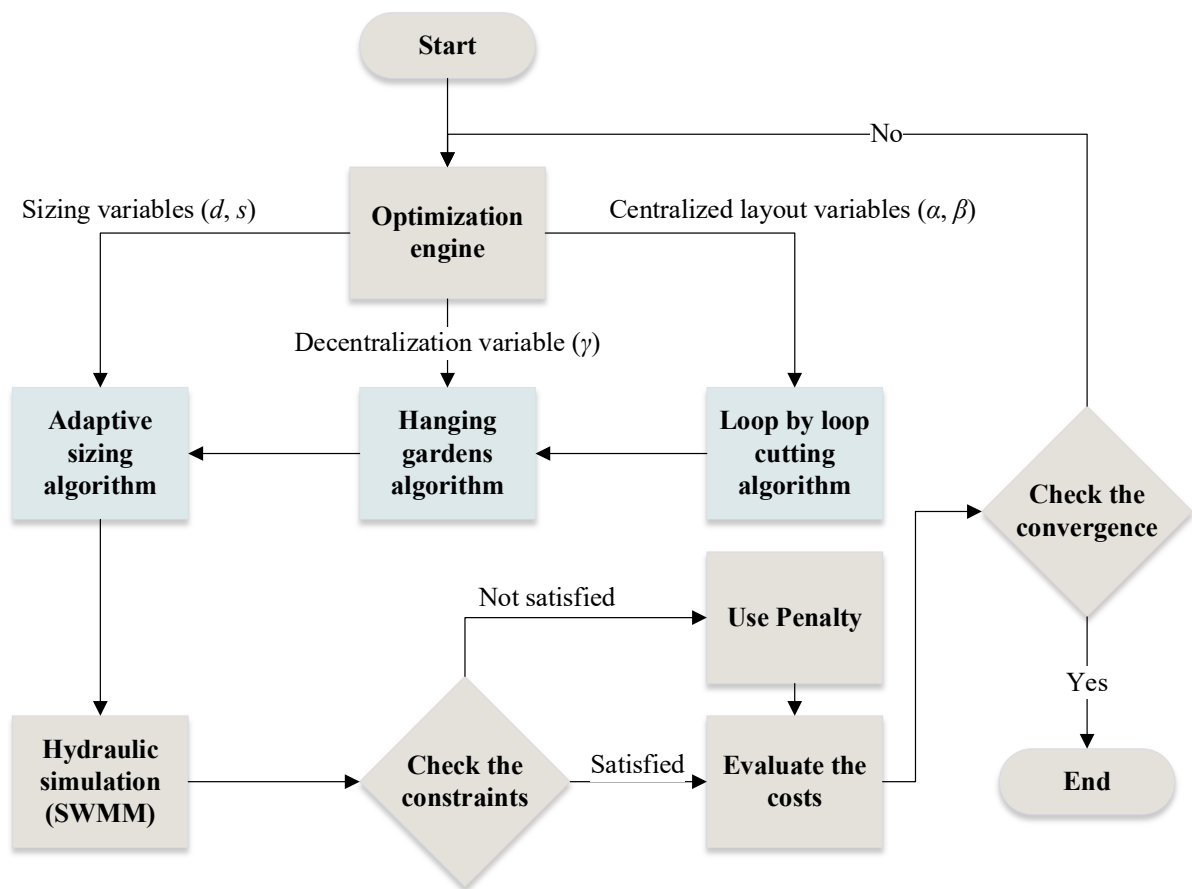 Start
No
Sizing variables (d, s)
Optimization
engine
Centralized layout variables (α, β)
Decentralization variable (γ)
Adaptive
sizing
algorithm
Hanging
gardens
algorithm
Loop by loop
cutting
algorithm
Check the
convergence
Not satisfied
Use Penalty
Yes
Hydraulic
simulation
(SWMM)
Check the
constraints
Satisfied
Evaluate the
costs
End